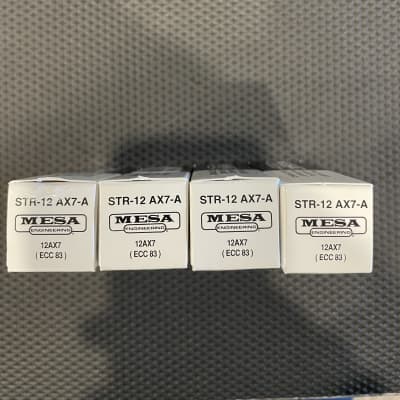 STR-12 AX7-A
MESA
ENGINEERING
12AX7
( ECC 83 )
STR-12 AX7-A
MESA
ENGINEERING
12AX7
( ECC 83 )
STR-12 AX7-A
MESA
ENGINEERING
12AX7
( ECC 83 )
STR-12 AX7-A
MESA
ENGINEERING
12AX7
( ECC 83 )